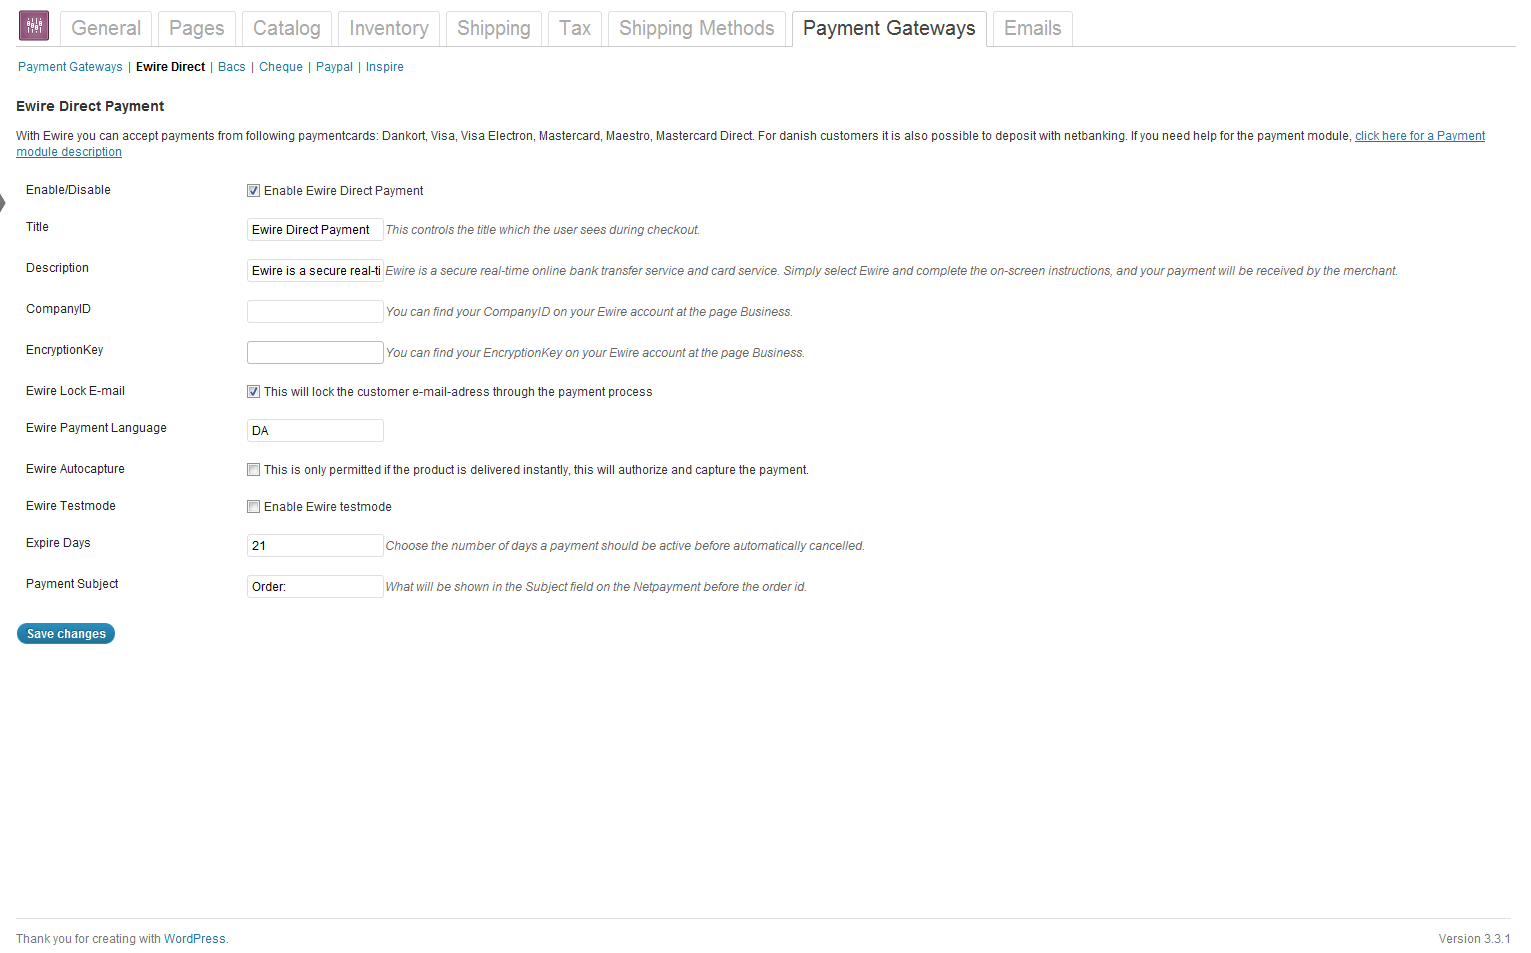 General Pages Catalog Inventory Shipping Tax Shipping Methods Payment Gateways Emails
Payment Gateways | Ewire Direct | Bacs | Cheque | Paypal | Inspire
Ewire Direct Payment
With Ewire you can accept payments from following paymentcards: Dankort, Visa, Visa Electron, Mastercard, Maestro, Mastercard Direct. For danish customers it is also possible to deposit with netbanking. If you need help for the payment module, click here for a Payment
module description
Enable/Disable Enable Ewire Direct Payment
Title Ewire Direct Payment This controls the title which the user sees during checkout.
Description Ewire is a secure real-ti Ewire is a secure real-time online bank transfer service and card service. Simply select Ewire and complete the on-screen instructions, and your payment will be received by the merchant.
CompanyID You can find your CompanyID on your Ewire account at the page Business.
EncryptionKey You can find your EncryptionKey on your Ewire account at the page Business.
Ewire Lock E-mail This will lock the customer e-mail-adress through the payment process
Ewire Payment Language DA
Ewire Autocapture This is only permitted if the product is delivered instantly, this will authorize and capture the payment.
Ewire Testmode Enable Ewire testmode
Expire Days 21 Choose the number of days a payment should be active before automatically cancelled.
Payment Subject Order: What will be shown in the Subject field on the Netpayment before the order id.
Save changes
Thank you for creating with WordPress. Version 3.3.1